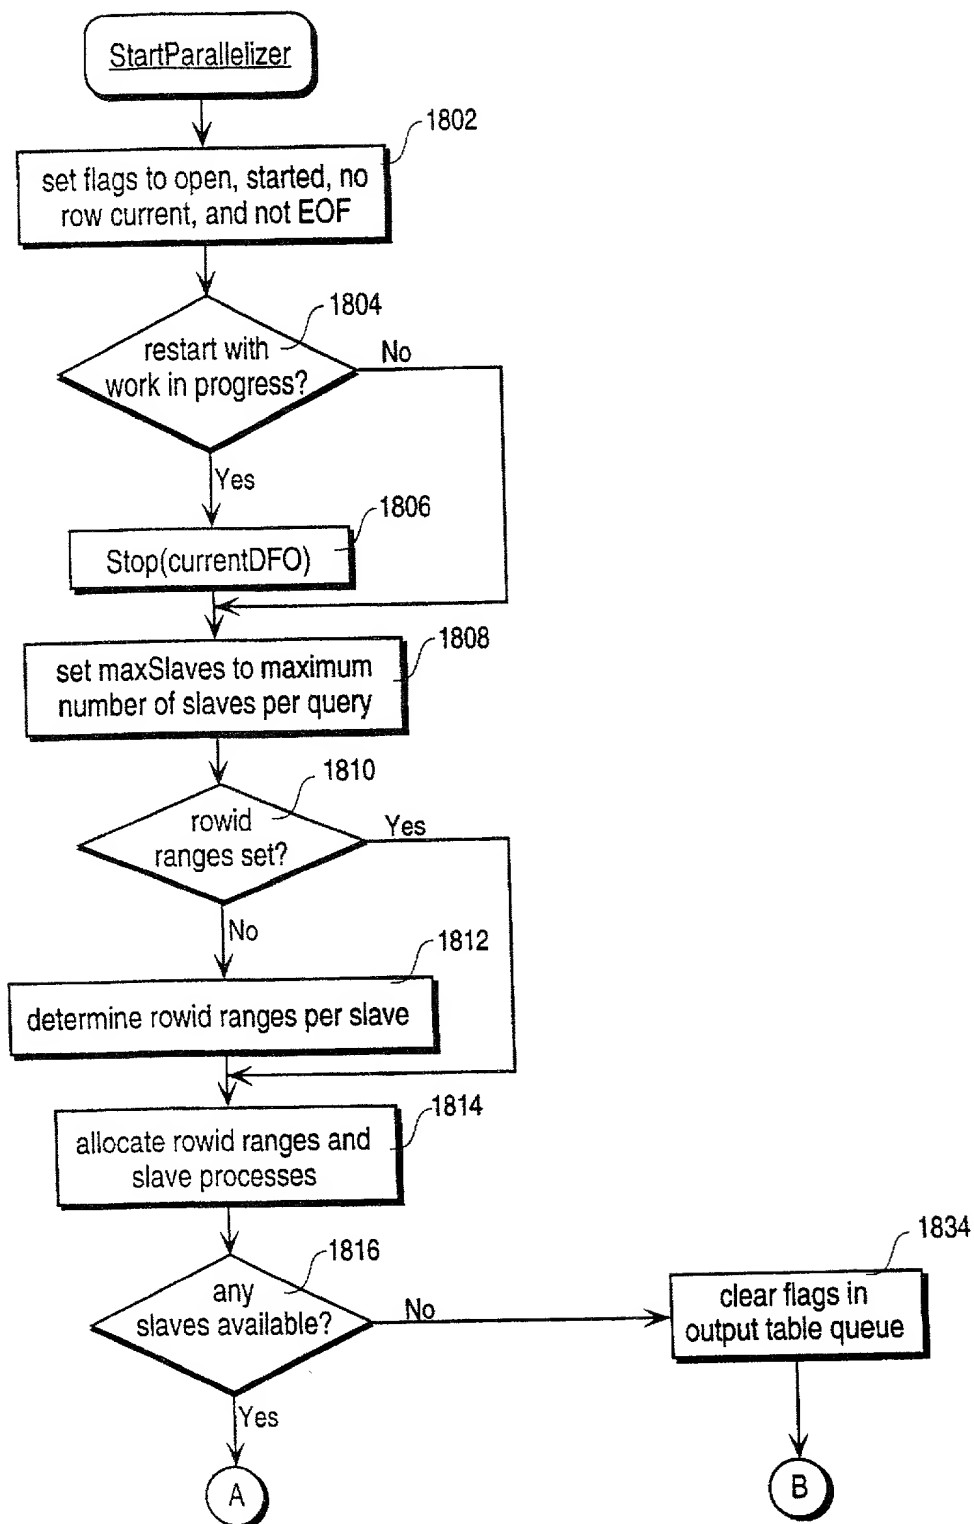 StartParallelizer
1802
set flags to open, started, no
row current, and not EOF
1804
restart with
work in progress?
No
Yes
1806
Stop(currentDFO)
1808
set maxSlaves to maximum
number of slaves per query
1810
rowid
ranges set?
Yes
No
1812
determine rowid ranges per slave
1814
allocate rowid ranges and
slave processes
1816
any
slaves available?
No
1834
clear flags in
output table queue
Yes
A
B